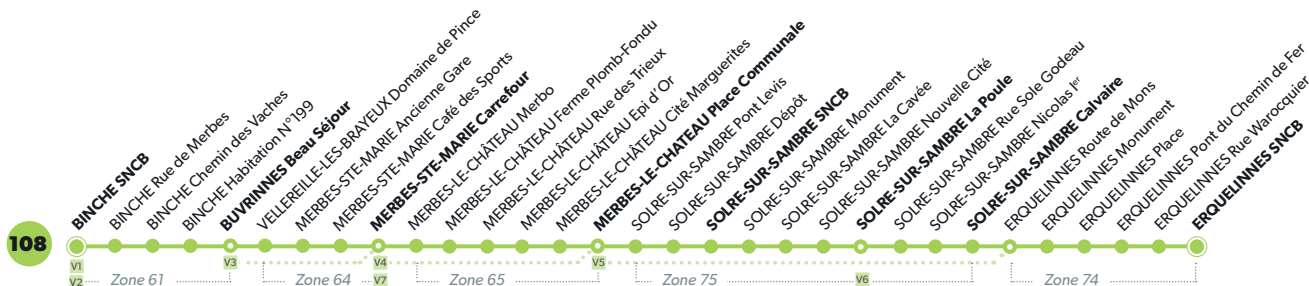 108
BINCHE SNCB
BINCHE Rue de Merbes
BINCHE Chemin des Vaches
BINCHE Habitation N°199
BUVRINNES Beau Séjour
VELLEREILLE-LES-BRAYEUX Domaine de Pince
MERBES-STE-MARIE Ancienne Gare
MERBES-STE-MARIE Café des Sports
MERBES-STE-MARIE Carrefour
MERBES-LE-CHÂTEAU Merbo
MERBES-LE-CHÂTEAU Ferme Plomb-Fondu
MERBES-LE-CHÂTEAU Rue des Trieux
MERBES-LE-CHÂTEAU Epi d'Or
MERBES-LE-CHÂTEAU Cité Marguerites
MERBES-LE-CHATEAU Place Communale
SOLRE-SUR-SAMBRE Pont Levis
SOLRE-SUR-SAMBRE Dépôt
SOLRE-SUR-SAMBRE SNCB
SOLRE-SUR-SAMBRE Monument
SOLRE-SUR-SAMBRE La Cavée
SOLRE-SUR-SAMBRE Nouvelle Cité
SOLRE-SUR-SAMBRE La Poule
SOLRE-SUR-SAMBRE Rue Sole Godeau
SOLRE-SUR-SAMBRE Nicolas Ier
SOLRE-SUR-SAMBRE Calvaire
ERQUELINNES Route de Mons
ERQUELINNES Monument
ERQUELINNES Place
ERQUELINNES Pont du Chemin de Fer
ERQUELINNES Rue Warocquier
ERQUELINNES SNCB
V1 V3 V4 V5
V2 Zone 61 Zone 64 V7 Zone 65 Zone 75 V6 Zone 74